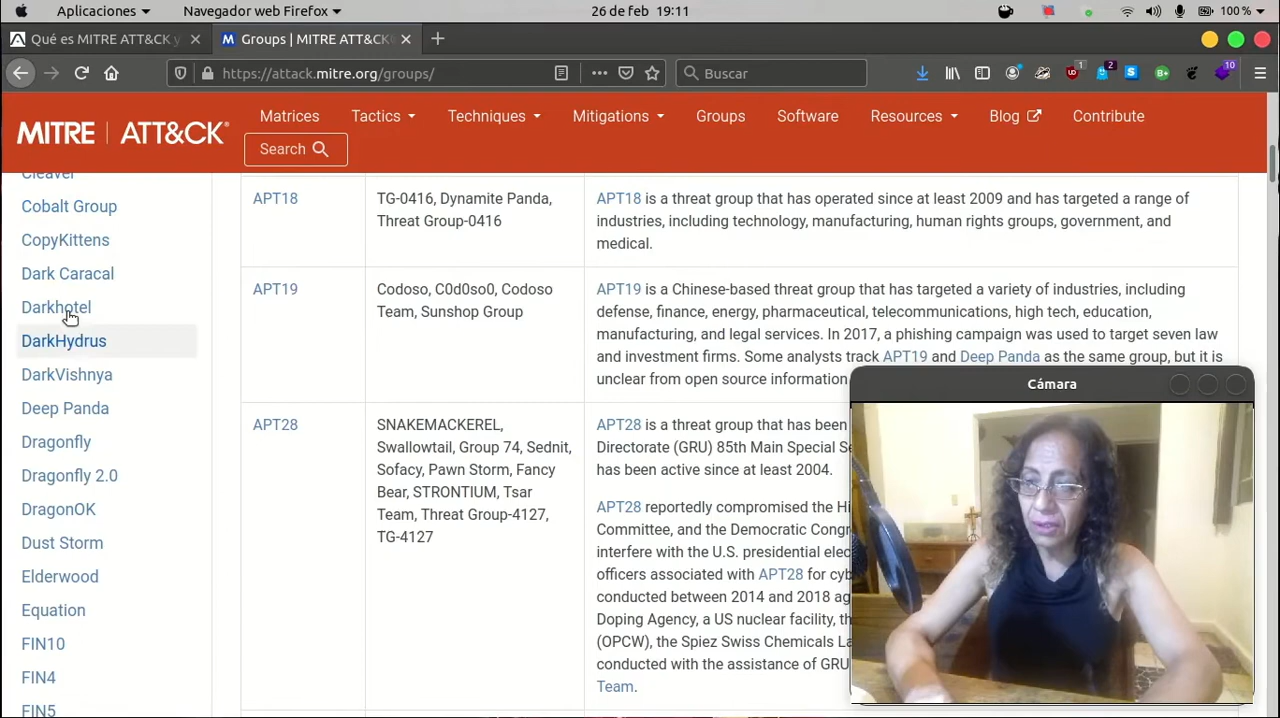 Aplicaciones
Navegador web Firefox
26 de feb 19:11
100 %
Qué es MITRE ATT&CK y
M Groups | MITRE ATT&CK
https://attack.mitre.org/groups/
Buscar
1
2
10
MITRE | ATT&CK®
Matrices
Tactics
Techniques
Mitigations
Groups
Software
Resources
Blog
Contribute
Search
Cleaver
Cobalt Group
CopyKittens
Dark Caracal
Darkhotel
DarkHydrus
DarkVishnya
Deep Panda
Dragonfly
Dragonfly 2.0
DragonOK
Dust Storm
Elderwood
Equation
FIN10
FIN4
FIN5
APT18
TG-0416, Dynamite Panda,
Threat Group-0416
APT18 is a threat group that has operated since at least 2009 and has targeted a range of
industries, including technology, manufacturing, human rights groups, government, and
medical.
APT19
Codoso, C0d0so0, Codoso
Team, Sunshop Group
APT19 is a Chinese-based threat group that has targeted a variety of industries, including
defense, finance, energy, pharmaceutical, telecommunications, high tech, education,
manufacturing, and legal services. In 2017, a phishing campaign was used to target seven law
and investment firms. Some analysts track APT19 and Deep Panda as the same group, but it is
unclear from open source information
APT28
SNAKEMACKEREL,
Swallowtail, Group 74, Sednit,
Sofacy, Pawn Storm, Fancy
Bear, STRONTIUM, Tsar
Team, Threat Group-4127,
TG-4127
APT28 is a threat group that has been
Directorate (GRU) 85th Main Special Se
has been active since at least 2004.
APT28 reportedly compromised the Hi
Committee, and the Democratic Congr
interfere with the U.S. presidential elec
officers associated with APT28 for cyb
conducted between 2014 and 2018 ag
Doping Agency, a US nuclear facility, th
(OPCW), the Spiez Swiss Chemicals La
conducted with the assistance of GRU
Team.
Cámara